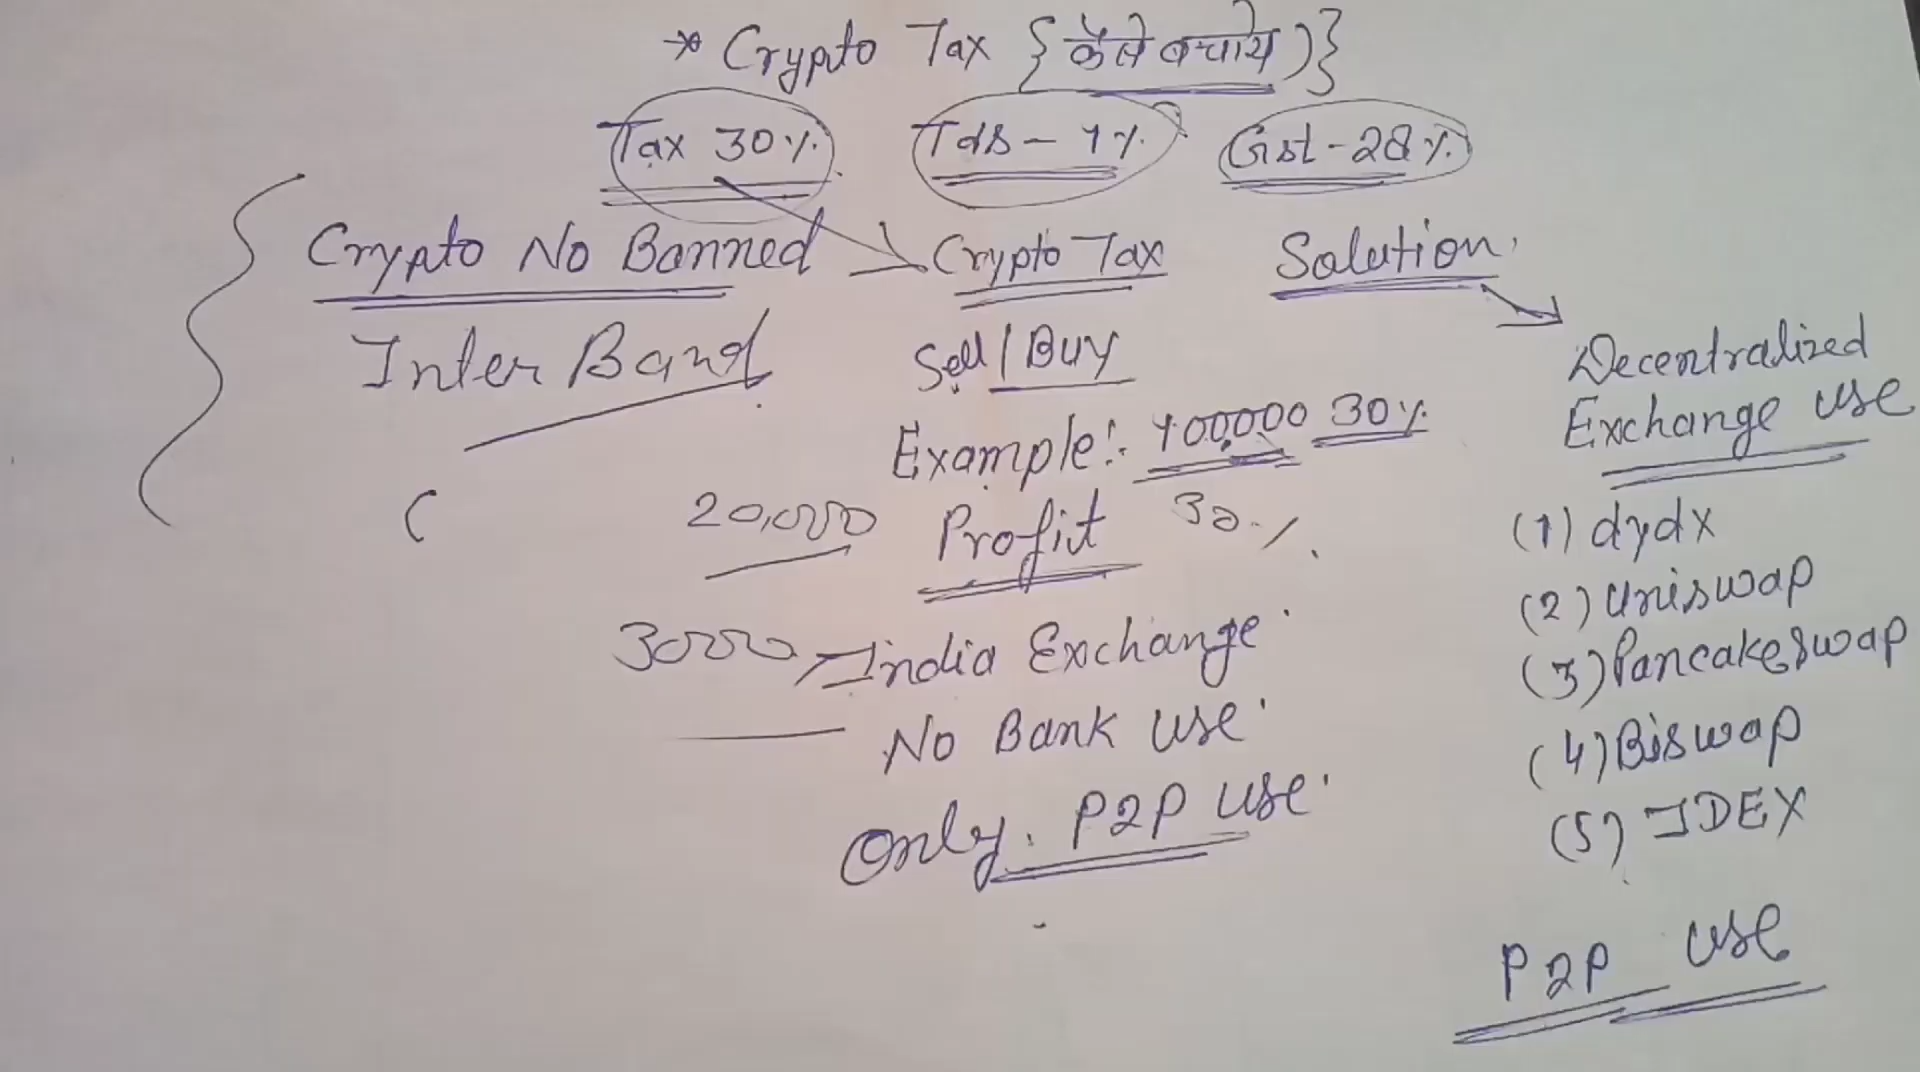 * Crypto Tax { कैसे बचाये ) }
Tax 30% Tds - 1% Gst - 28%
Crypto No Banned
Inter Band
(
Crypto Tax
Sell / Buy
Example:- 100,000 30%
20,000 Profit 30%
30000 India Exchange
No Bank Use
Only. P2P Use
Solution
Decentralized
Exchange use
(1) dydx
(2) Uniswap
(3) Pancakeswap
(4) Biswap
(5) IDEX
P2P use